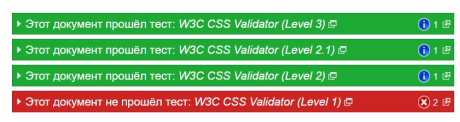 Этот документ прошёл тест: W3C CSS Validator (Level 3) 1
Этот документ прошёл тест: W3C CSS Validator (Level 2.1) 1
Этот документ прошёл тест: W3C CSS Validator (Level 2) 1
Этот документ не прошёл тест: W3C CSS Validator (Level 1) 2